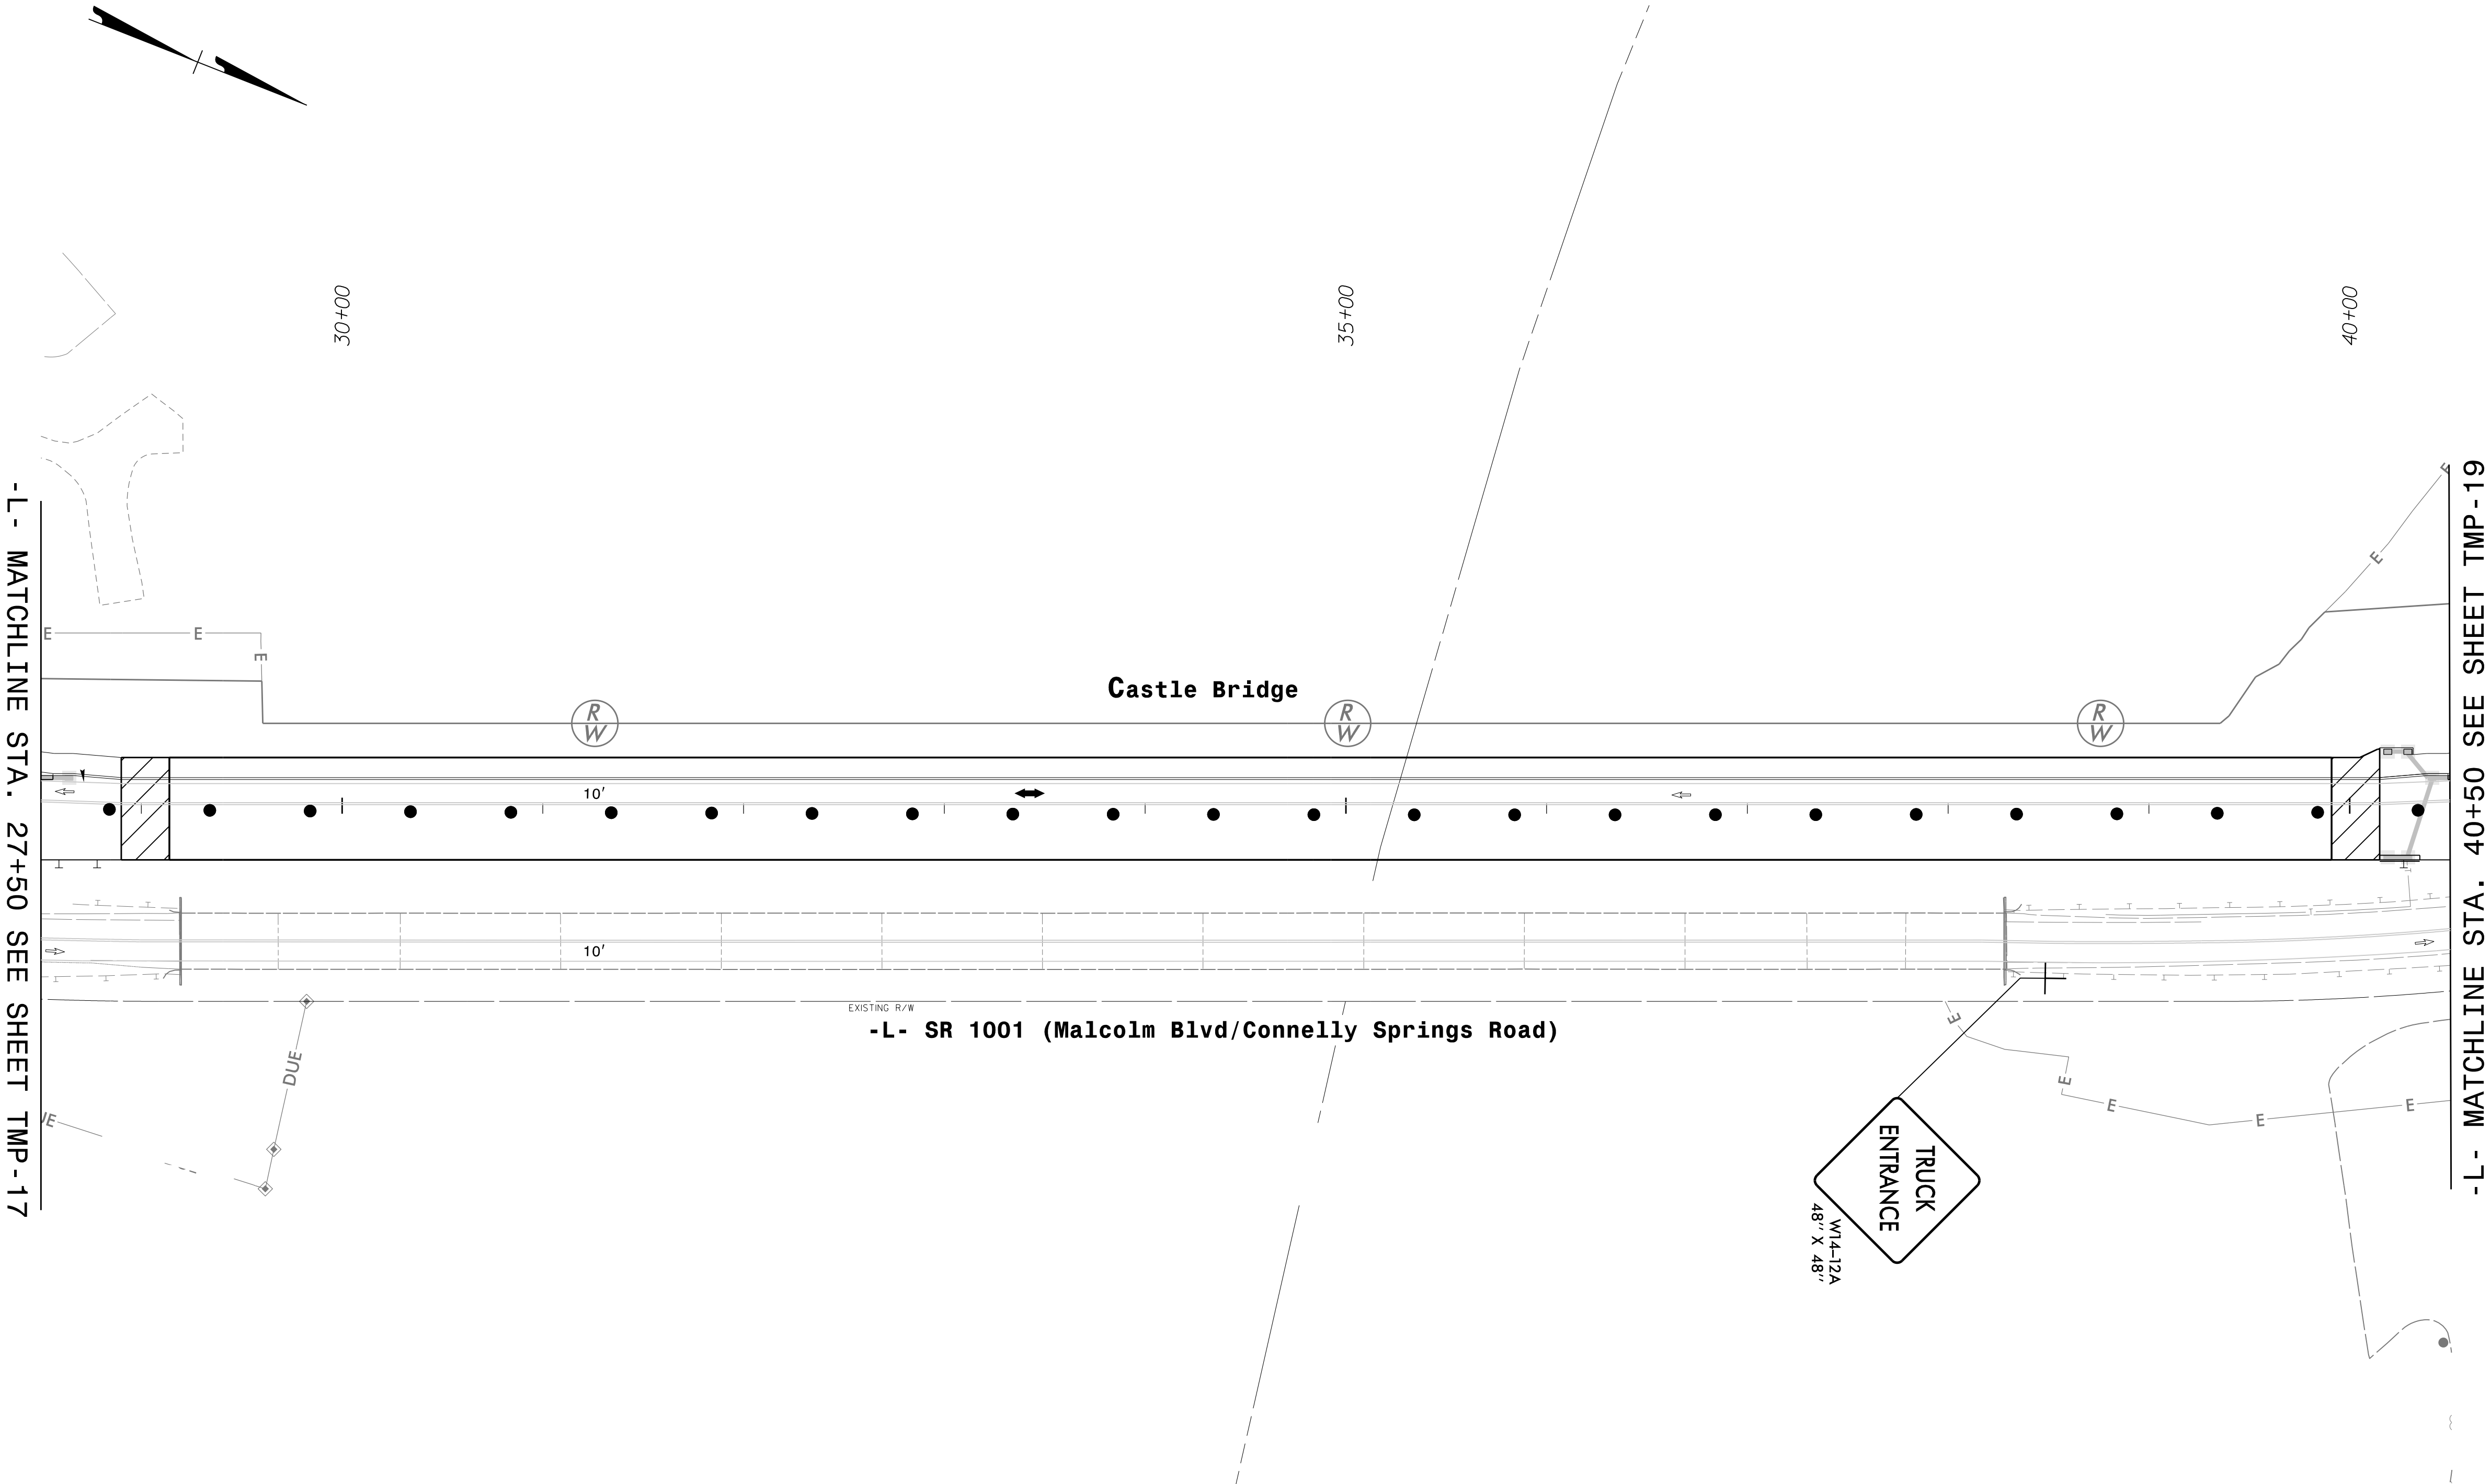 30+00
35+00
40+00
-L- MATCHLINE STA. 27+50 SEE SHEET TMP-17
-L- MATCHLINE STA. 40+50 SEE SHEET TMP-19
E
E
E
E
E
Castle Bridge
R
W
R
W
R
W
10'
10'
EXISTING R/W
-L- SR 1001 (Malcolm Blvd/Connelly Springs Road)
DUE
E
E
E
E
E
TRUCK
ENTRANCE
W14-12A
48'' X 48''